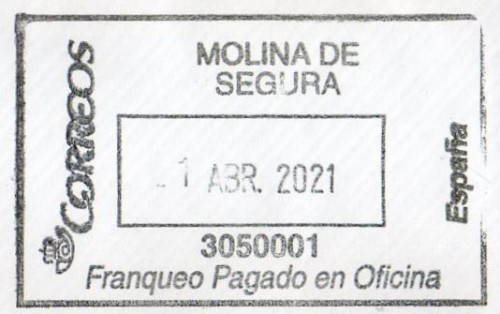 CORREOS
MOLINA DE
SEGURA
-1 ABR. 2021
España
3050001
Franqueo Pagado en Oficina